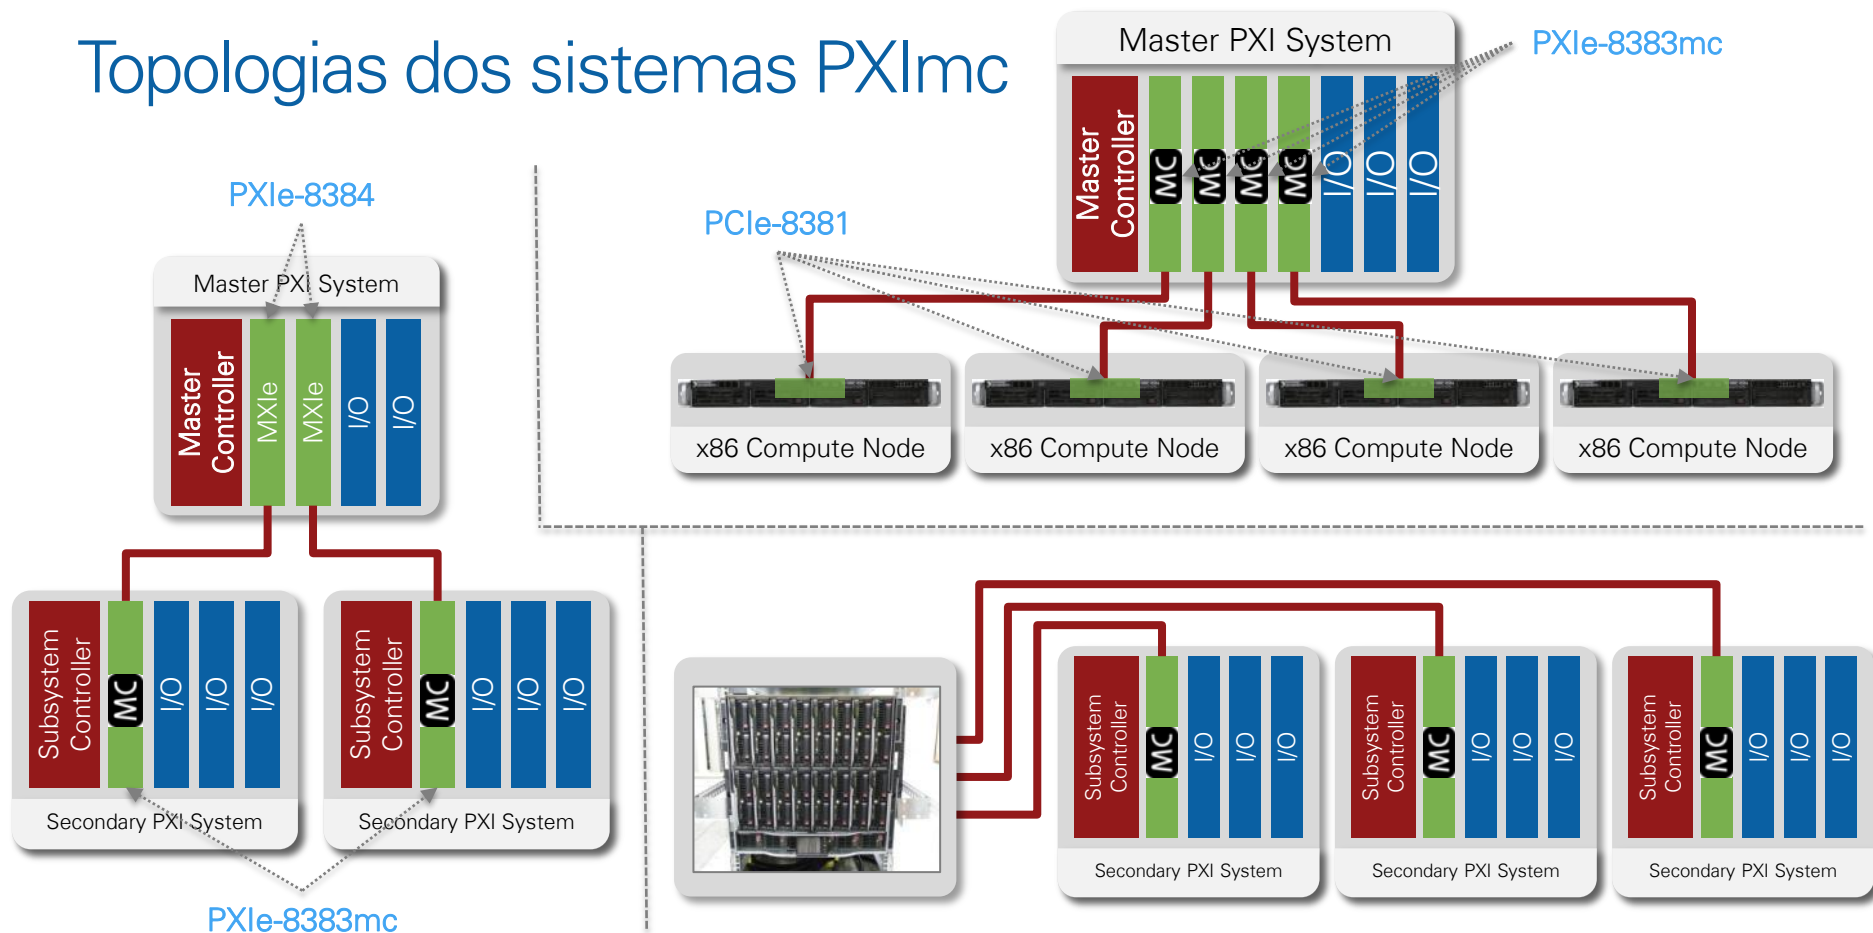 Topologias dos sistemas PXImc
PXIe-8384
Master PXI System
Master
Controller
MXIe
MXIe
I/O
I/O
Subsystem
Controller
MC
I/O
I/O
I/O
Secondary PXI System
Subsystem
Controller
MC
I/O
I/O
I/O
Secondary PXI System
PXIe-8383mc
Master PXI System
PXIe-8383mc
Master
Controller
MC
MC
MC
MC
I/O
I/O
I/O
PCIe-8381
x86 Compute Node
x86 Compute Node
x86 Compute Node
x86 Compute Node
Subsystem
Controller
MC
I/O
I/O
I/O
Secondary PXI System
Subsystem
Controller
MC
I/O
I/O
I/O
Secondary PXI System
Subsystem
Controller
MC
I/O
I/O
I/O
Secondary PXI System